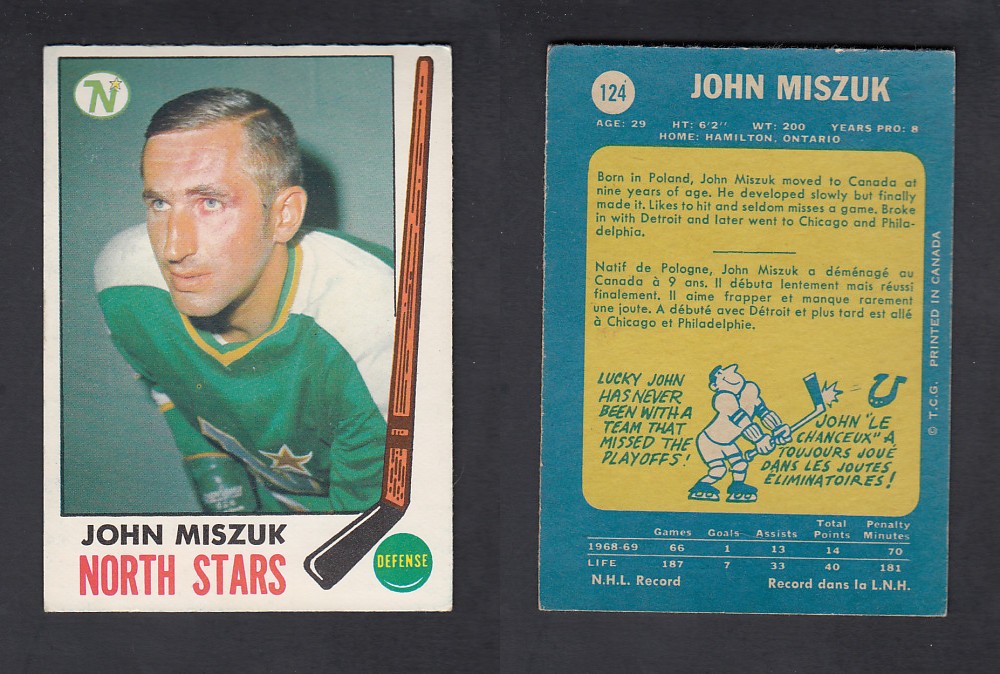 N
JOHN MISZUK
NORTH STARS
DEFENSE
124
JOHN MISZUK
AGE: 29 HT: 6'2'' WT: 200 YEARS PRO: 8
HOME: HAMILTON, ONTARIO
Born in Poland, John Miszuk moved to Canada at
nine years of age. He developed slowly but finally
made it. Likes to hit and seldom misses a game. Broke
in with Detroit and later went to Chicago and Phila-
delphia.
Natif de Pologne, John Miszuk a déménagé au
Canada à 9 ans. Il débuta lentement mais réussi
finalement. Il aime frapper et manque rarement
une joute. A débuté avec Détroit et plus tard est allé
à Chicago et Philadelphie.
LUCKY JOHN
HAS NEVER
BEEN WITH A
TEAM THAT
MISSED THE
PLAYOFFS!
JOHN "LE
CHANCEUX" A
TOUJOURS JOUÉ
DANS LES JOUTES
ÉLIMINATOIRES!
Games Goals Assists Total Points Penalty Minutes
1968-69 66 1 13 14 70
LIFE 187 7 33 40 181
N.H.L. Record Record dans la L.N.H.
© T.C.G. PRINTED IN CANADA